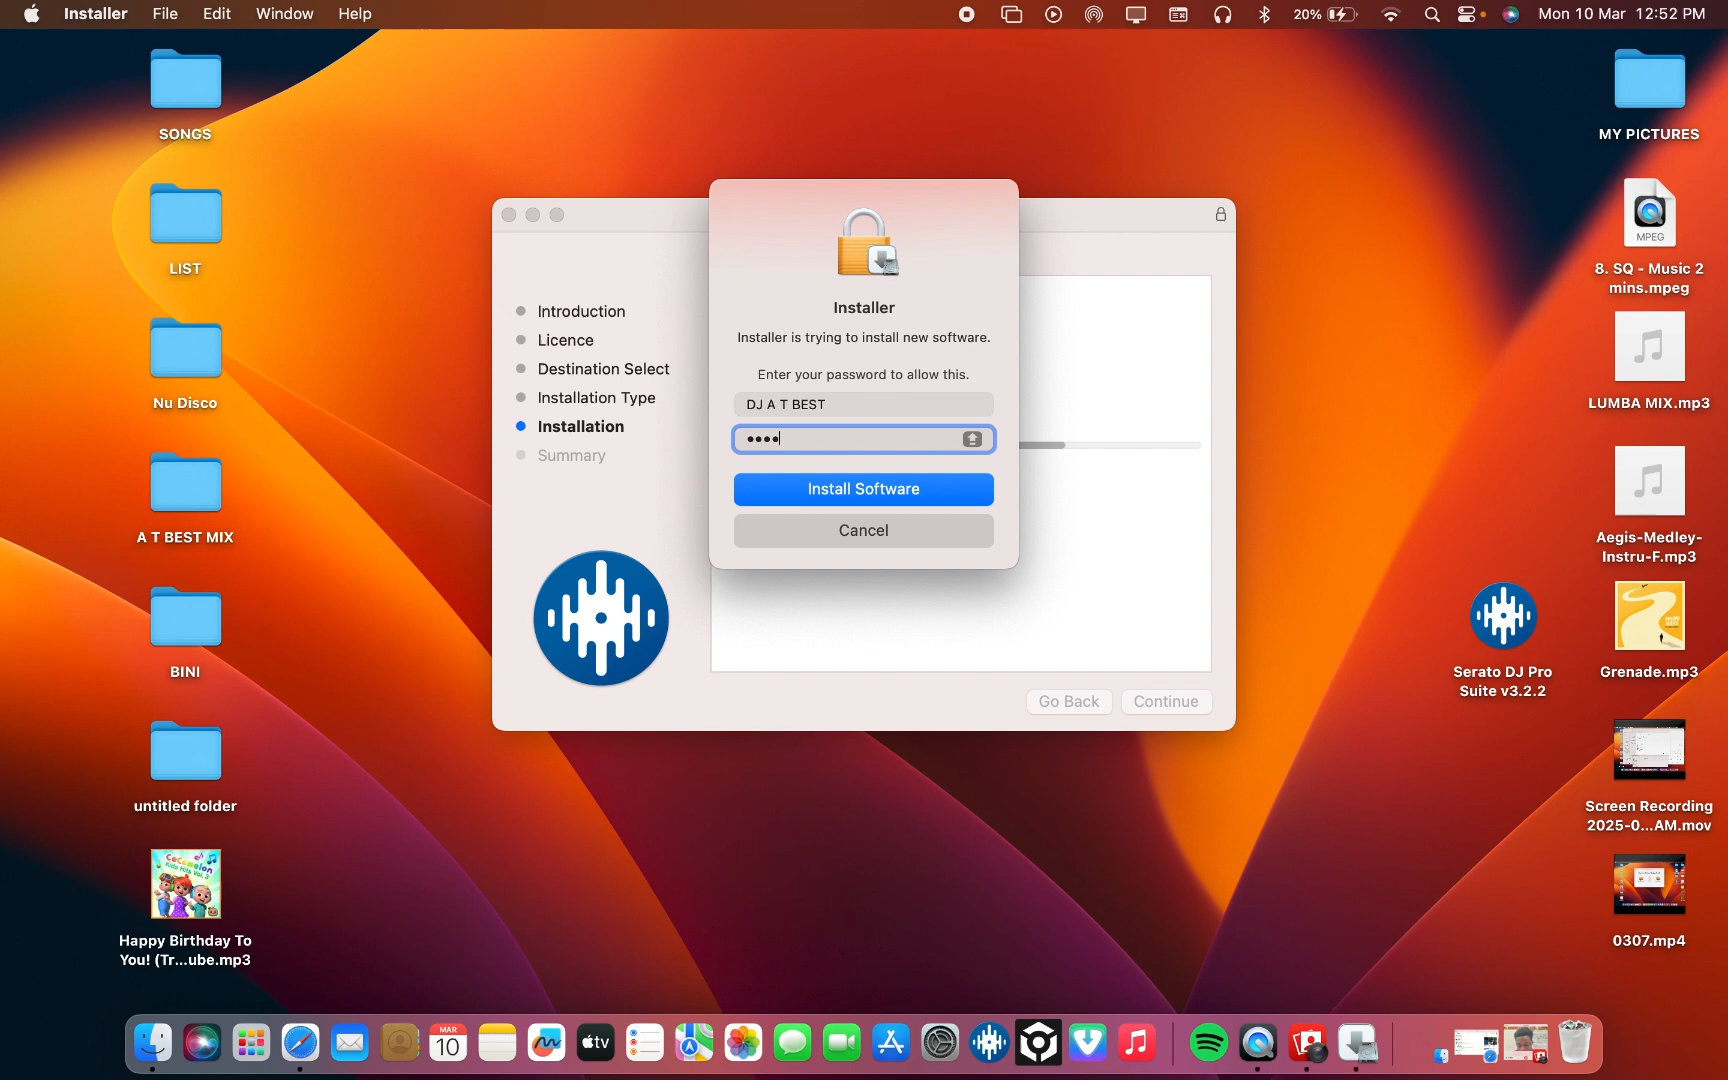 Installer File Edit Window Help
20%
Mon 10 Mar 12:52 PM
SONGS
LIST
Nu Disco
A T BEST MIX
BINI
untitled folder
Happy Birthday To
You! (Tr...ube.mp3
Introduction
Licence
Destination Select
Installation Type
Installation
Summary
Installer
Installer is trying to install new software.
Enter your password to allow this.
DJ A T BEST
••••
Install Software
Cancel
Go Back
Continue
MY PICTURES
MPEG
8. SQ - Music 2
mins.mpeg
LUMBA MIX.mp3
Aegis-Medley-
Instru-F.mp3
Serato DJ Pro
Suite v3.2.2
Grenade.mp3
Screen Recording
2025-0...AM.mov
0307.mp4
MAR
10
tv